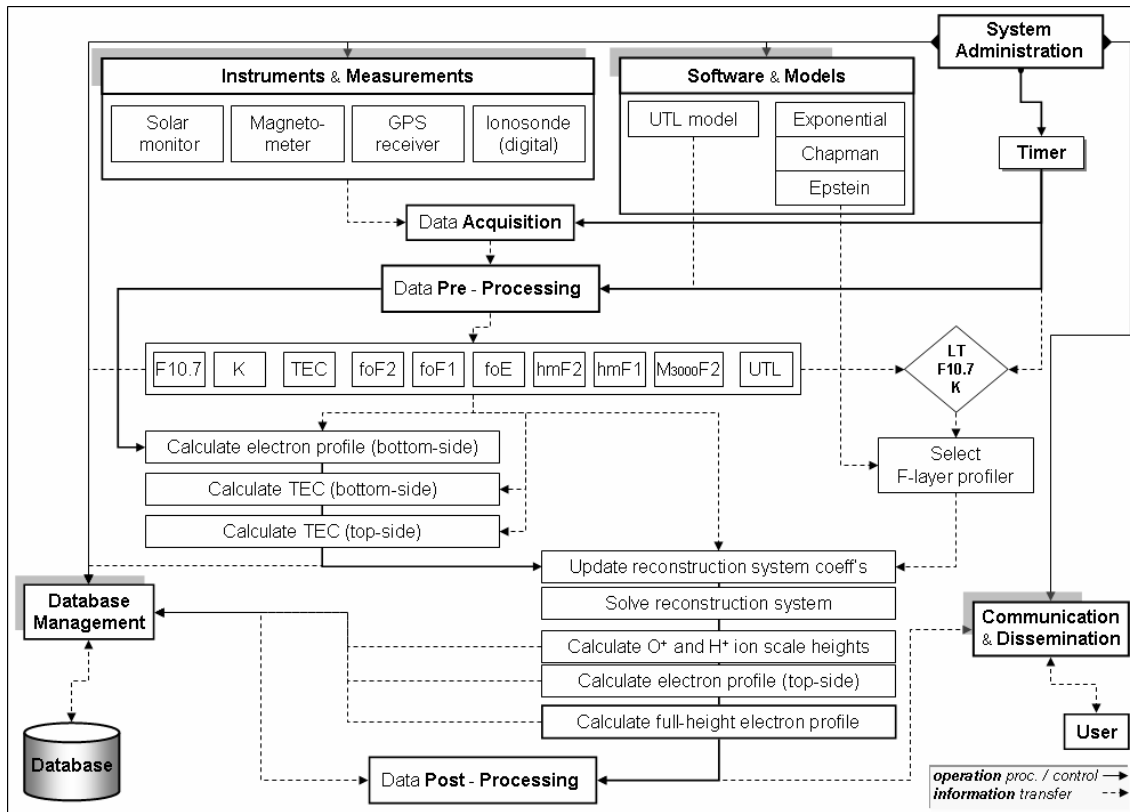 System
Administration
Instruments & Measurements
Solar
monitor
Magneto-
meter
GPS
receiver
Ionosonde
(digital)
Software & Models
UTL model
Exponential
Chapman
Epstein
Timer
Data Acquisition
Data Pre - Processing
F10.7
K
TEC
foF2
foF1
foE
hmF2
hmF1
M3000F2
UTL
LT
F10.7
K
Calculate electron profile (bottom-side)
Calculate TEC (bottom-side)
Calculate TEC (top-side)
Select
F-layer profiler
Update reconstruction system coeff's
Solve reconstruction system
Calculate O⁺ and H⁺ ion scale heights
Calculate electron profile (top-side)
Calculate full-height electron profile
Database
Management
Communication
& Dissemination
Database
Data Post - Processing
User
operation proc. / control
information transfer